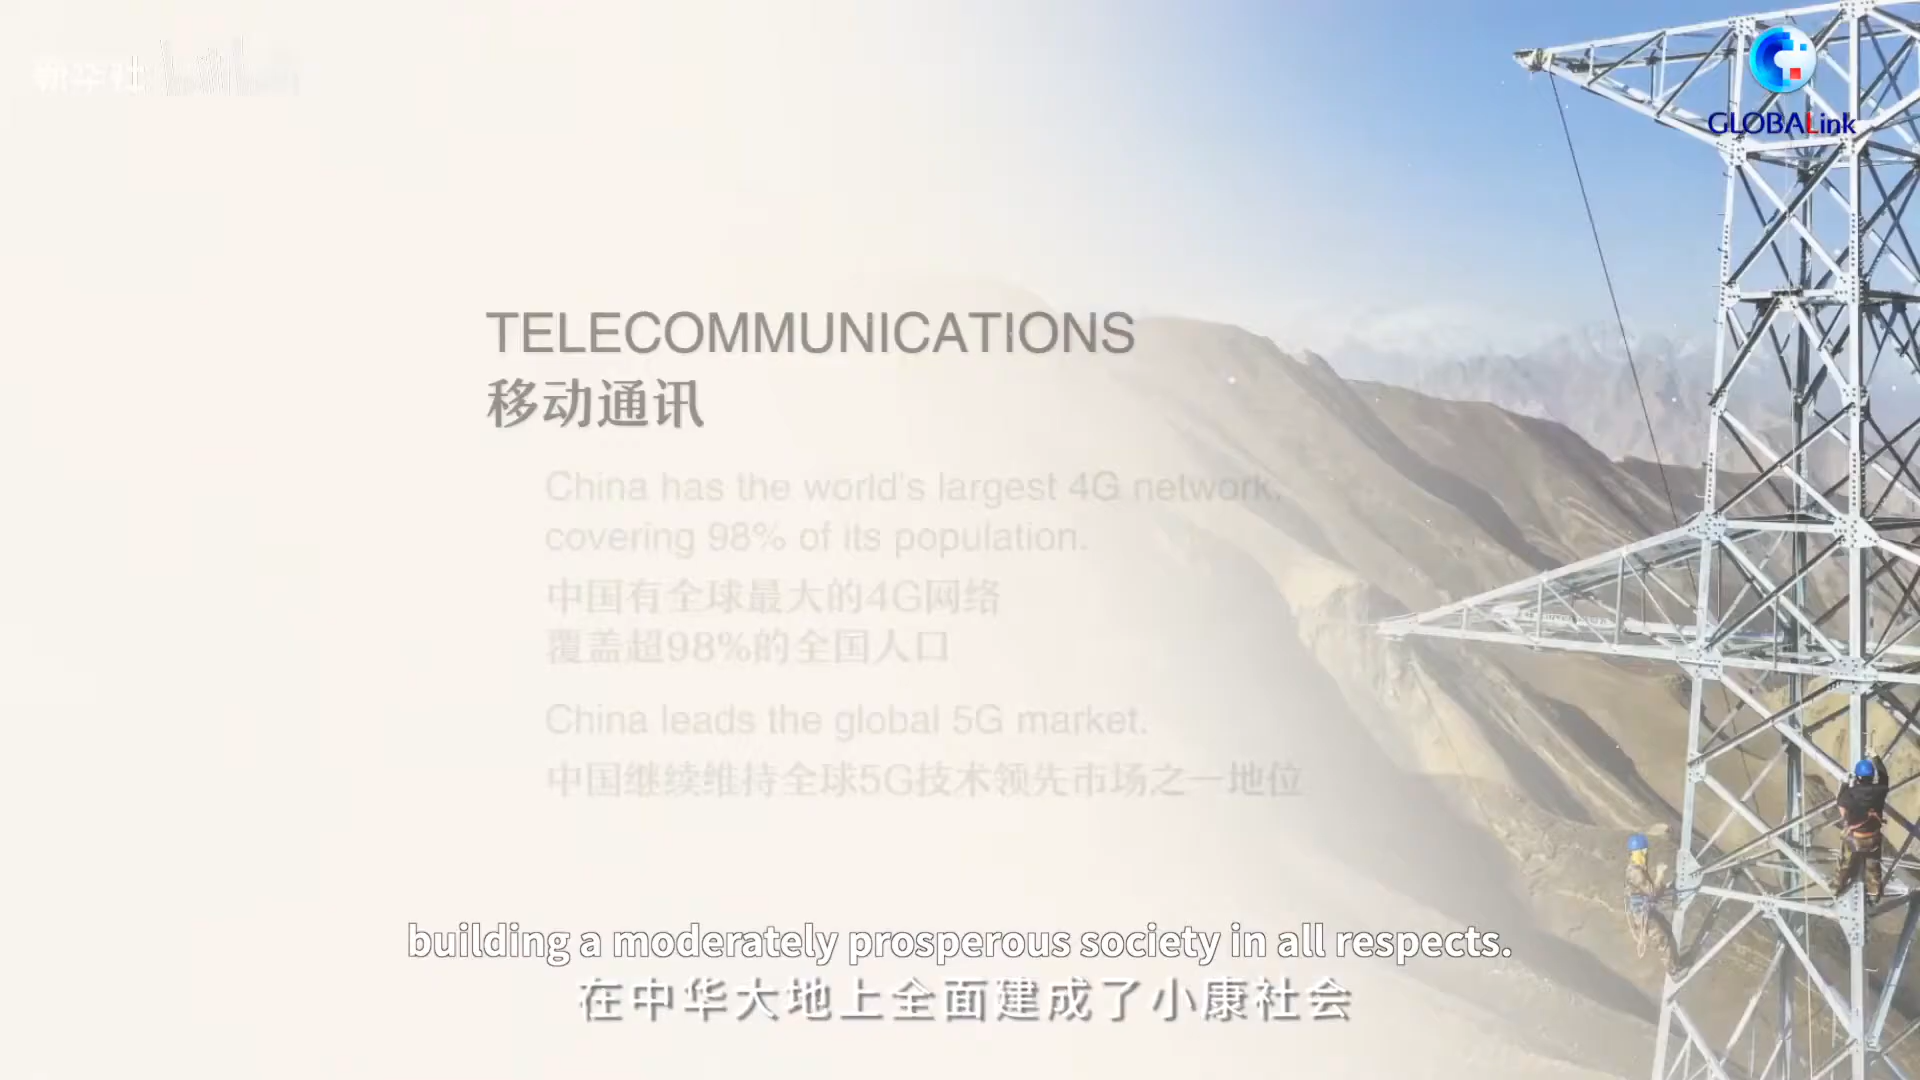 新华社
GLOBALink
TELECOMMUNICATIONS
移动通讯
China has the world's largest 4G network,
covering 98% of its population.
中国有全球最大的4G网络
覆盖超98%的全国人口
China leads the global 5G market.
中国继续维持全球5G技术领先市场之一地位
building a moderately prosperous society in all respects.
在中华大地上全面建成了小康社会